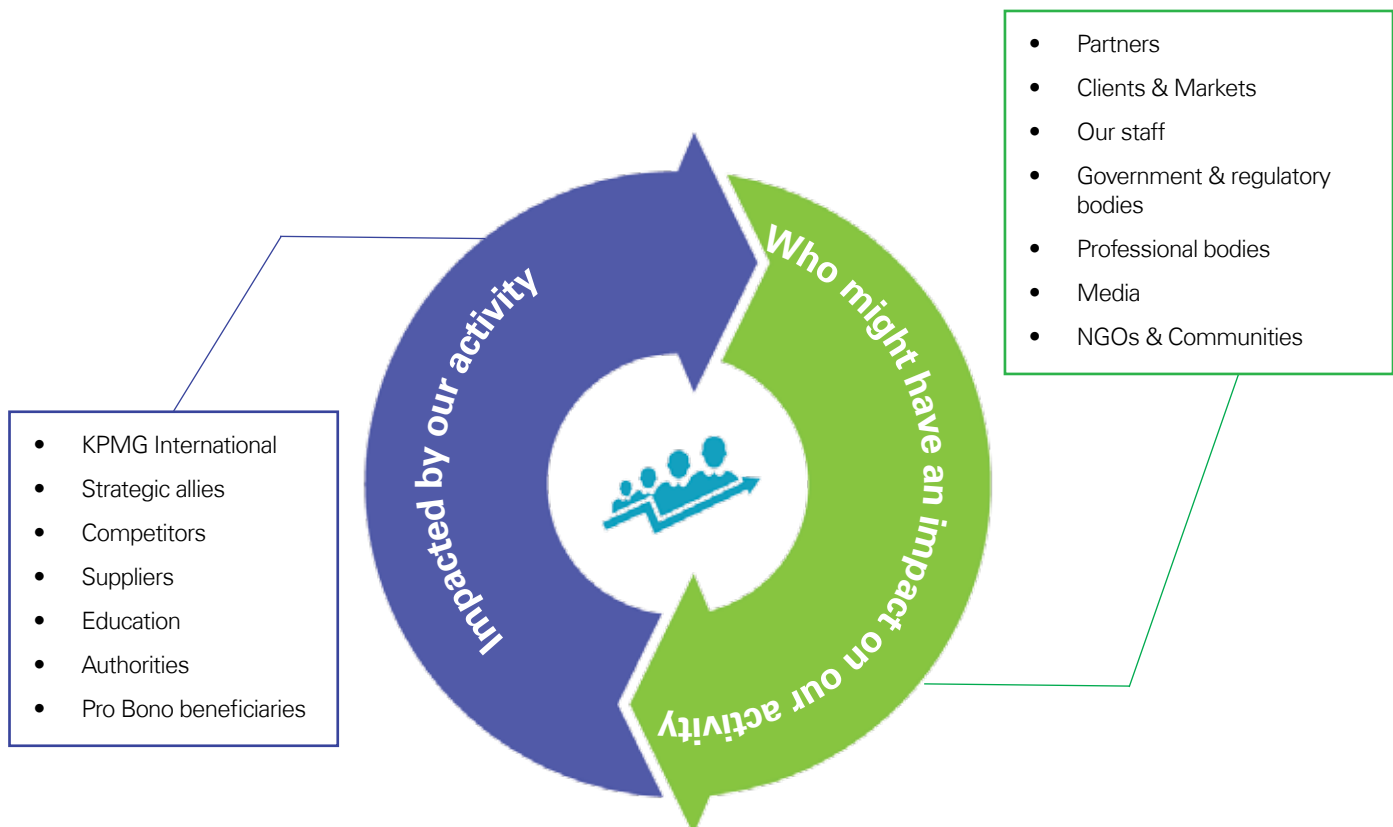 Partners
Clients & Markets
Our staff
Government & regulatory
bodies
Professional bodies
Media
NGOs & Communities
Impacted by our activity
Who might have an impact on our activity
KPMG International
Strategic allies
Competitors
Suppliers
Education
Authorities
Pro Bono beneficiaries